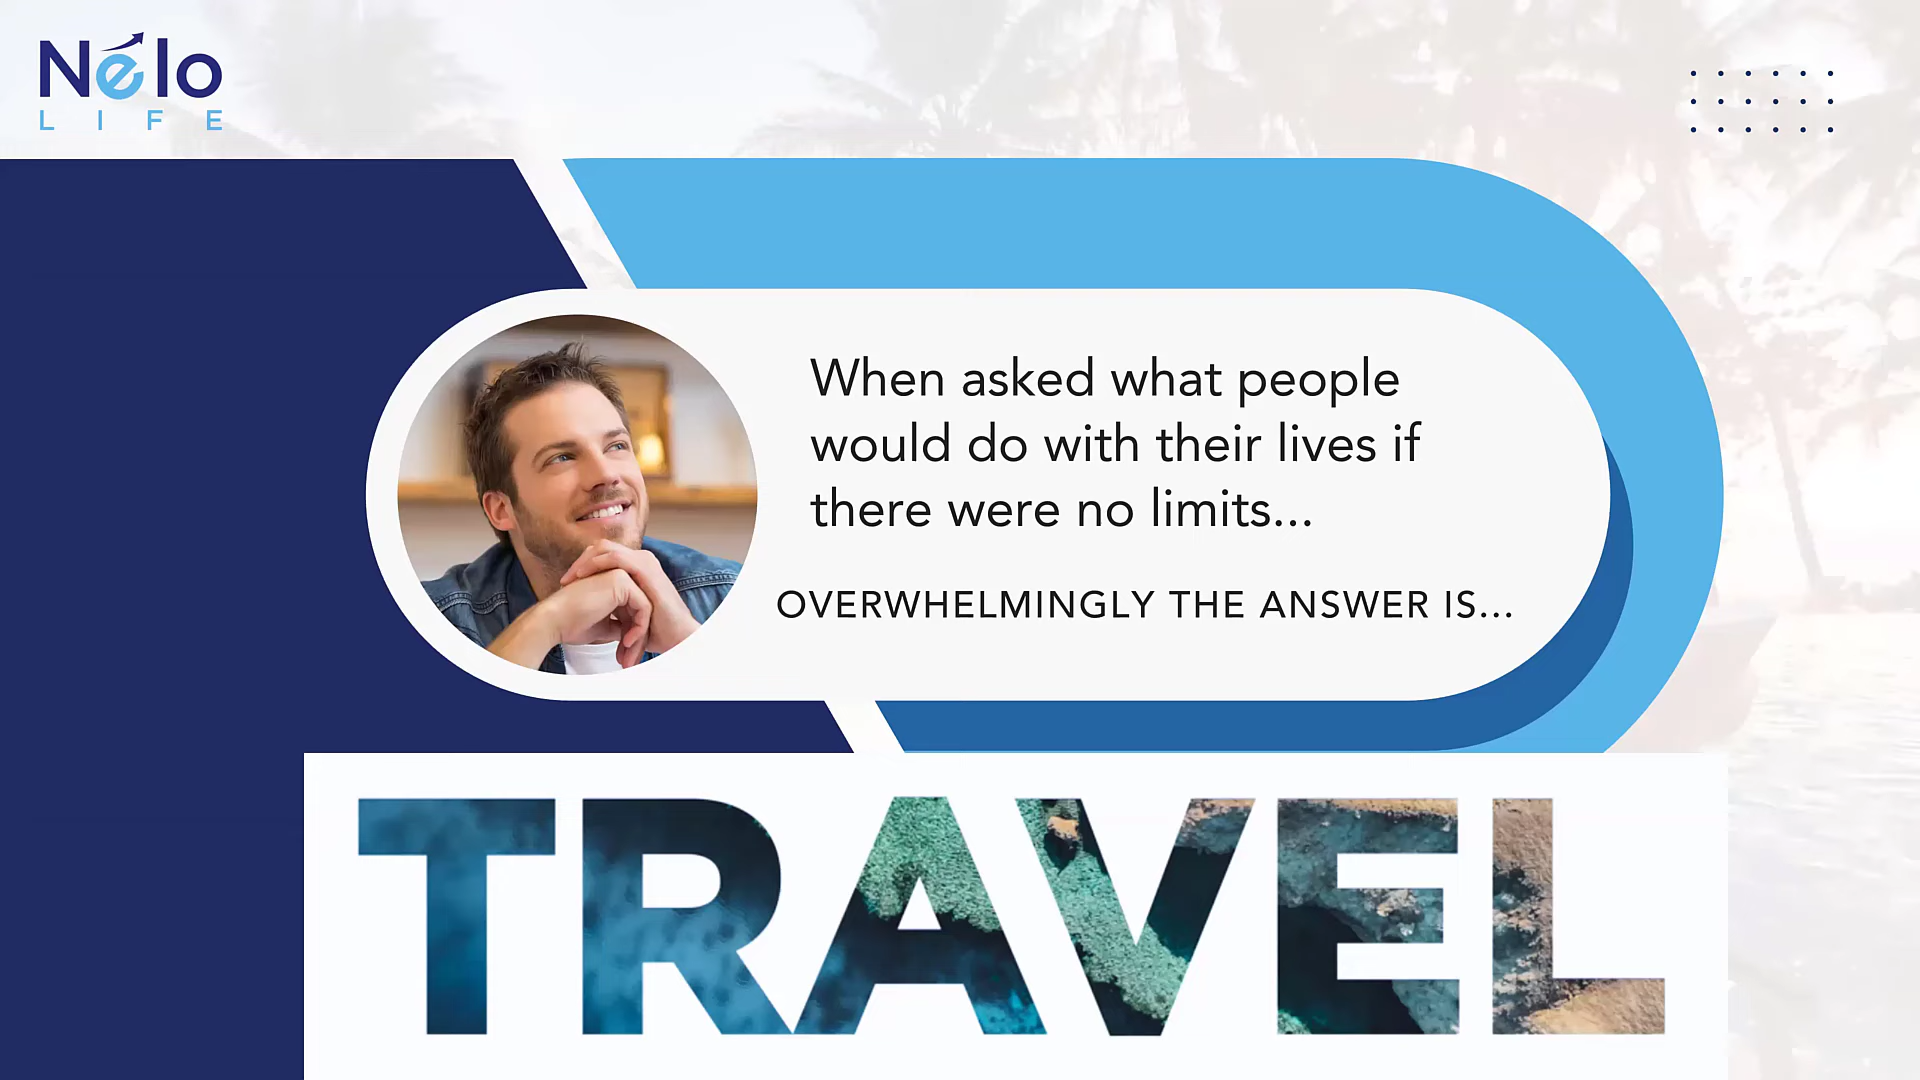 Nélo
LIFE
When asked what people
would do with their lives if
there were no limits...
OVERWHELMINGLY THE ANSWER IS...
TRAVEL